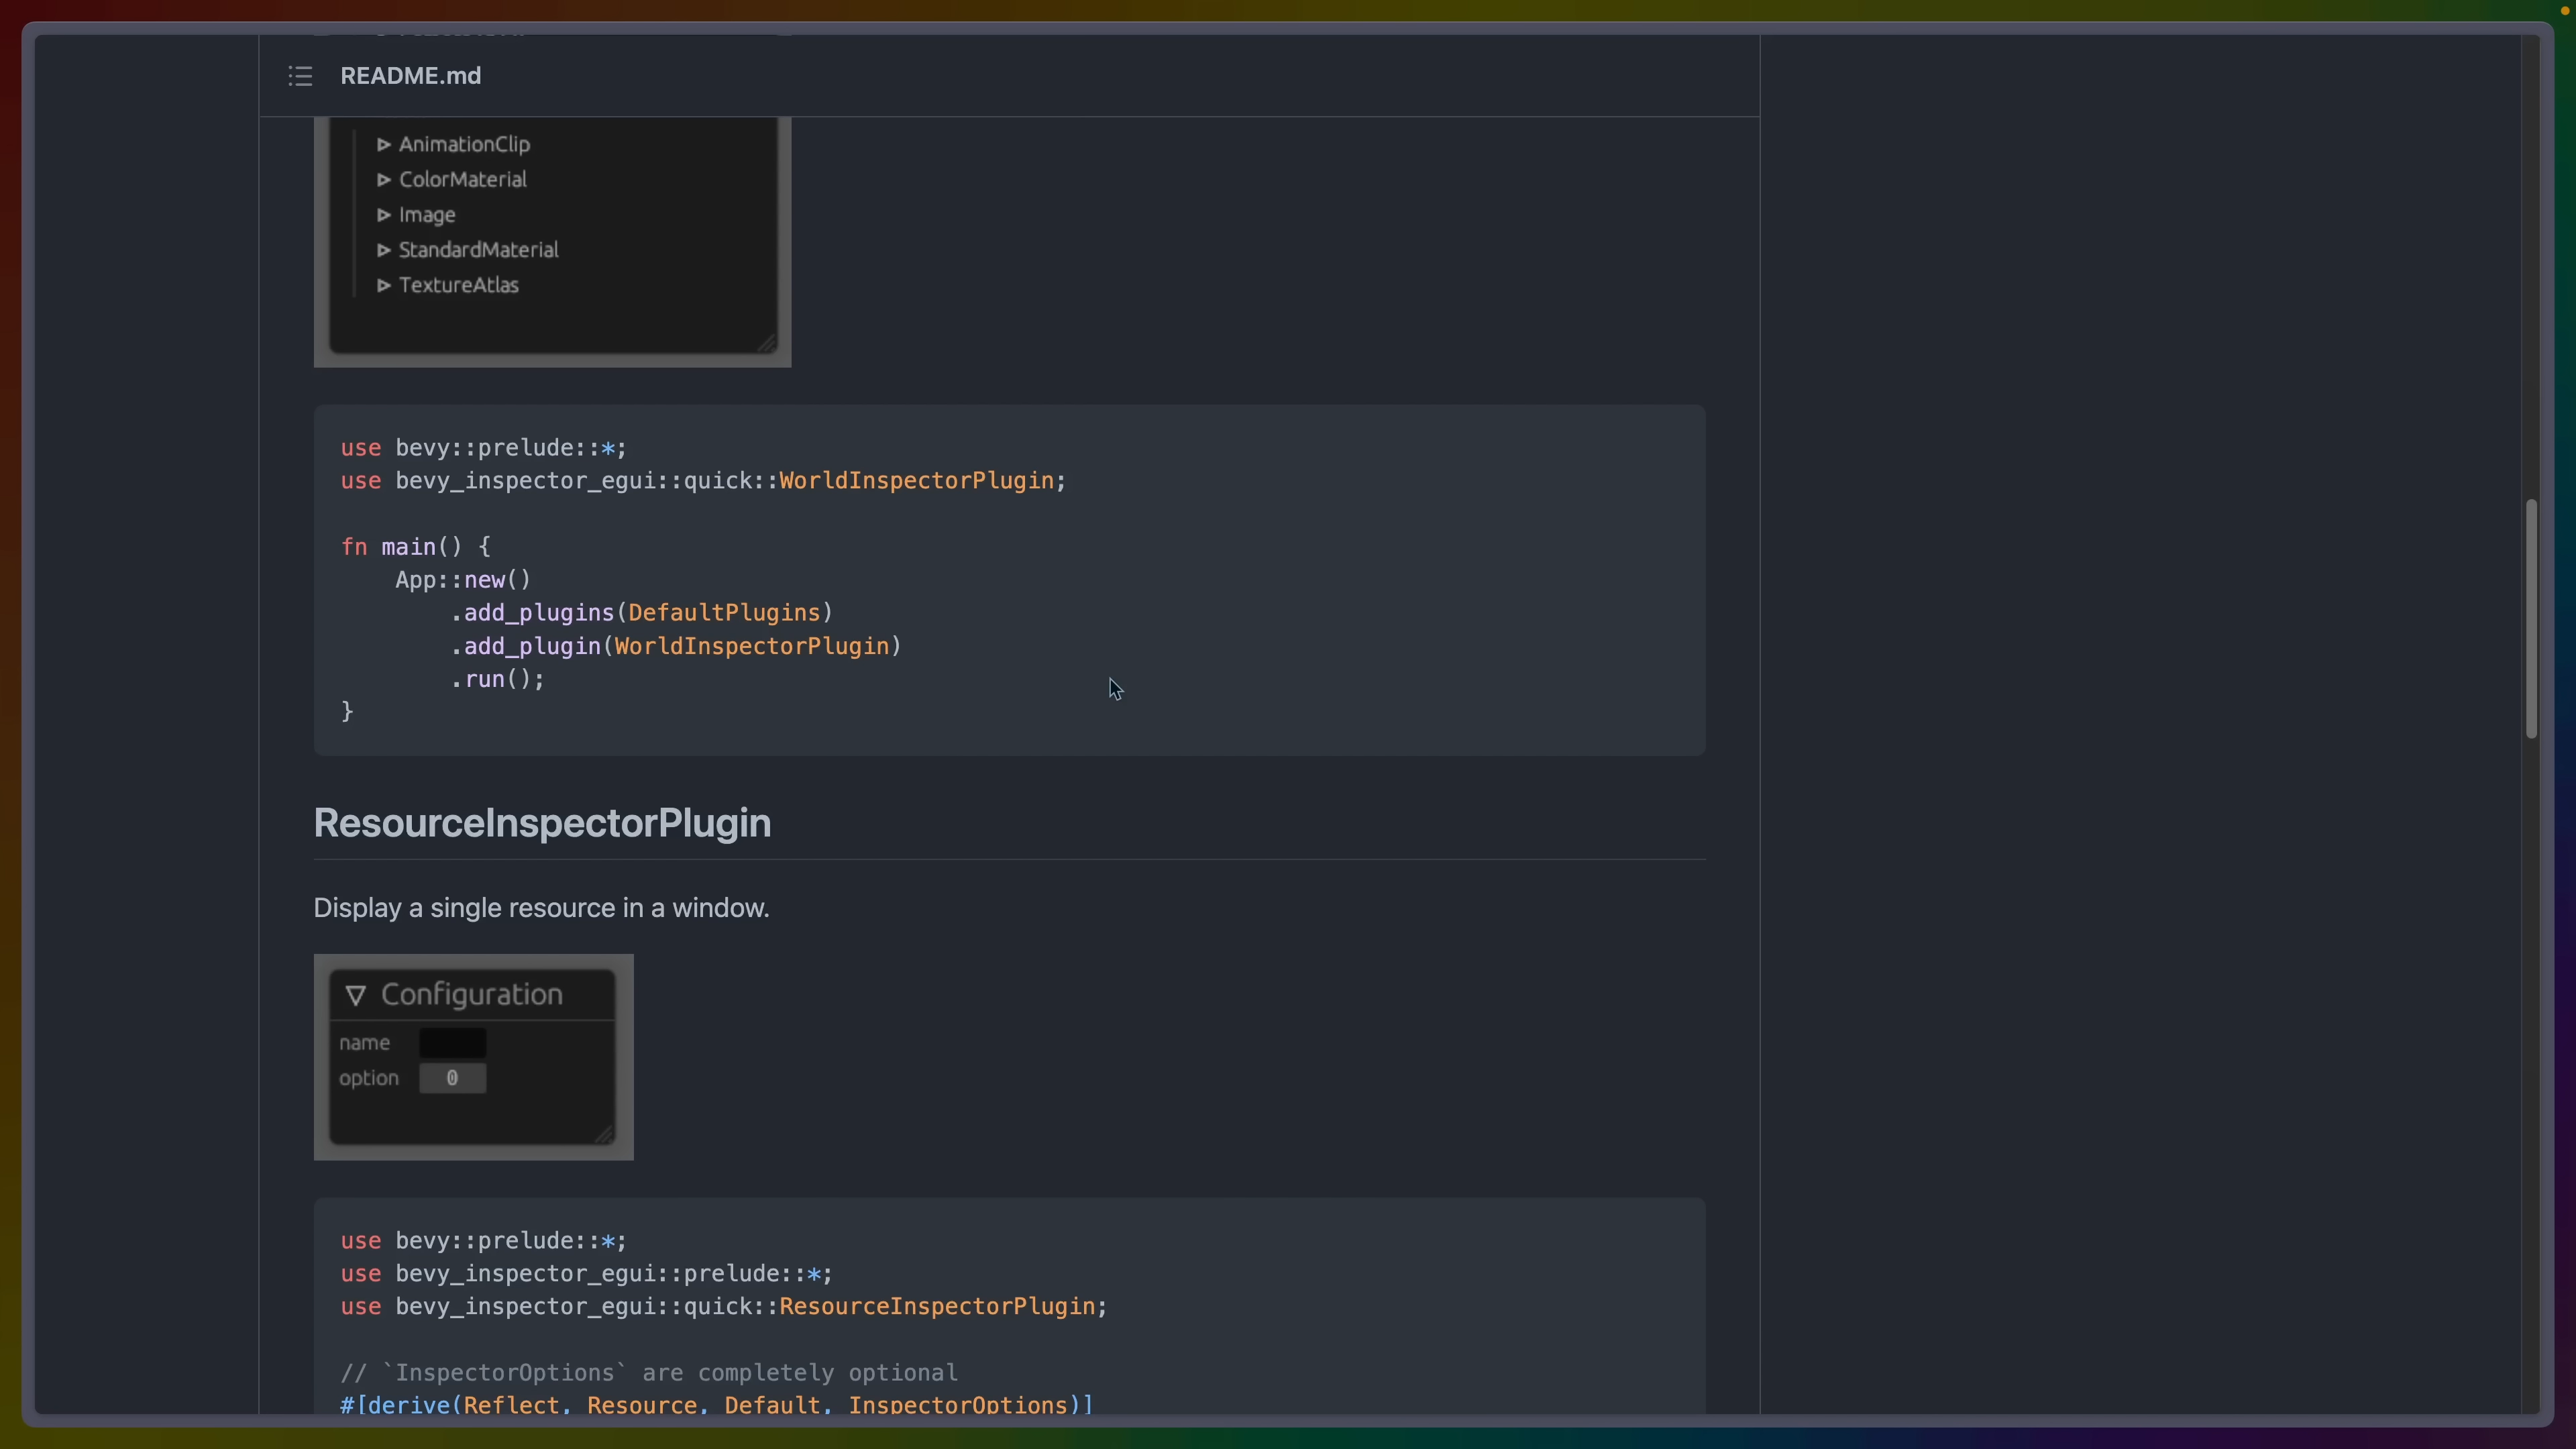 README.md
AnimationClip
ColorMaterial
Image
StandardMaterial
TextureAtlas
use bevy::prelude::*;
use bevy_inspector_egui::quick::WorldInspectorPlugin;
fn main() {
App::new()
.add_plugins(DefaultPlugins)
.add_plugin(WorldInspectorPlugin)
.run();
}
ResourceInspectorPlugin
Display a single resource in a window.
Configuration
name
option 0
use bevy::prelude::*;
use bevy_inspector_egui::prelude::*;
use bevy_inspector_egui::quick::ResourceInspectorPlugin;
// `InspectorOptions` are completely optional
#[derive(Reflect, Resource, Default, InspectorOptions)]